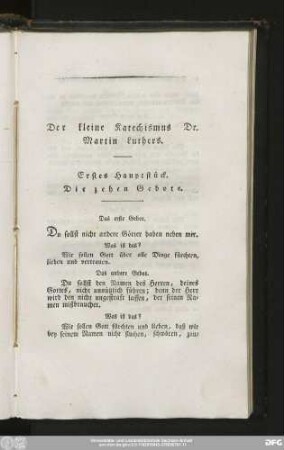 Der kleine Katechismus Dr.
Martin Luthers.
Erstes Hauptstück.
Die zehen Gebote.
Das erste Gebot.
Du sollst nicht andere Götter haben neben mir.
Was ist das?
Wir sollen Gott über alle Dinge fürchten,
lieben und vertrauen.
Das andere Gebot.
Du sollst den Namen des Herren, deines
Gottes, nicht unnützlich führen; denn der Herr
wird den nicht ungestraft lassen, der seinen Na-
men mißbrauchet.
Was ist das?
Wir sollen Gott fürchten und lieben, daß wir
bey seinem Namen nicht fluchen, schwören, zau-
DFG